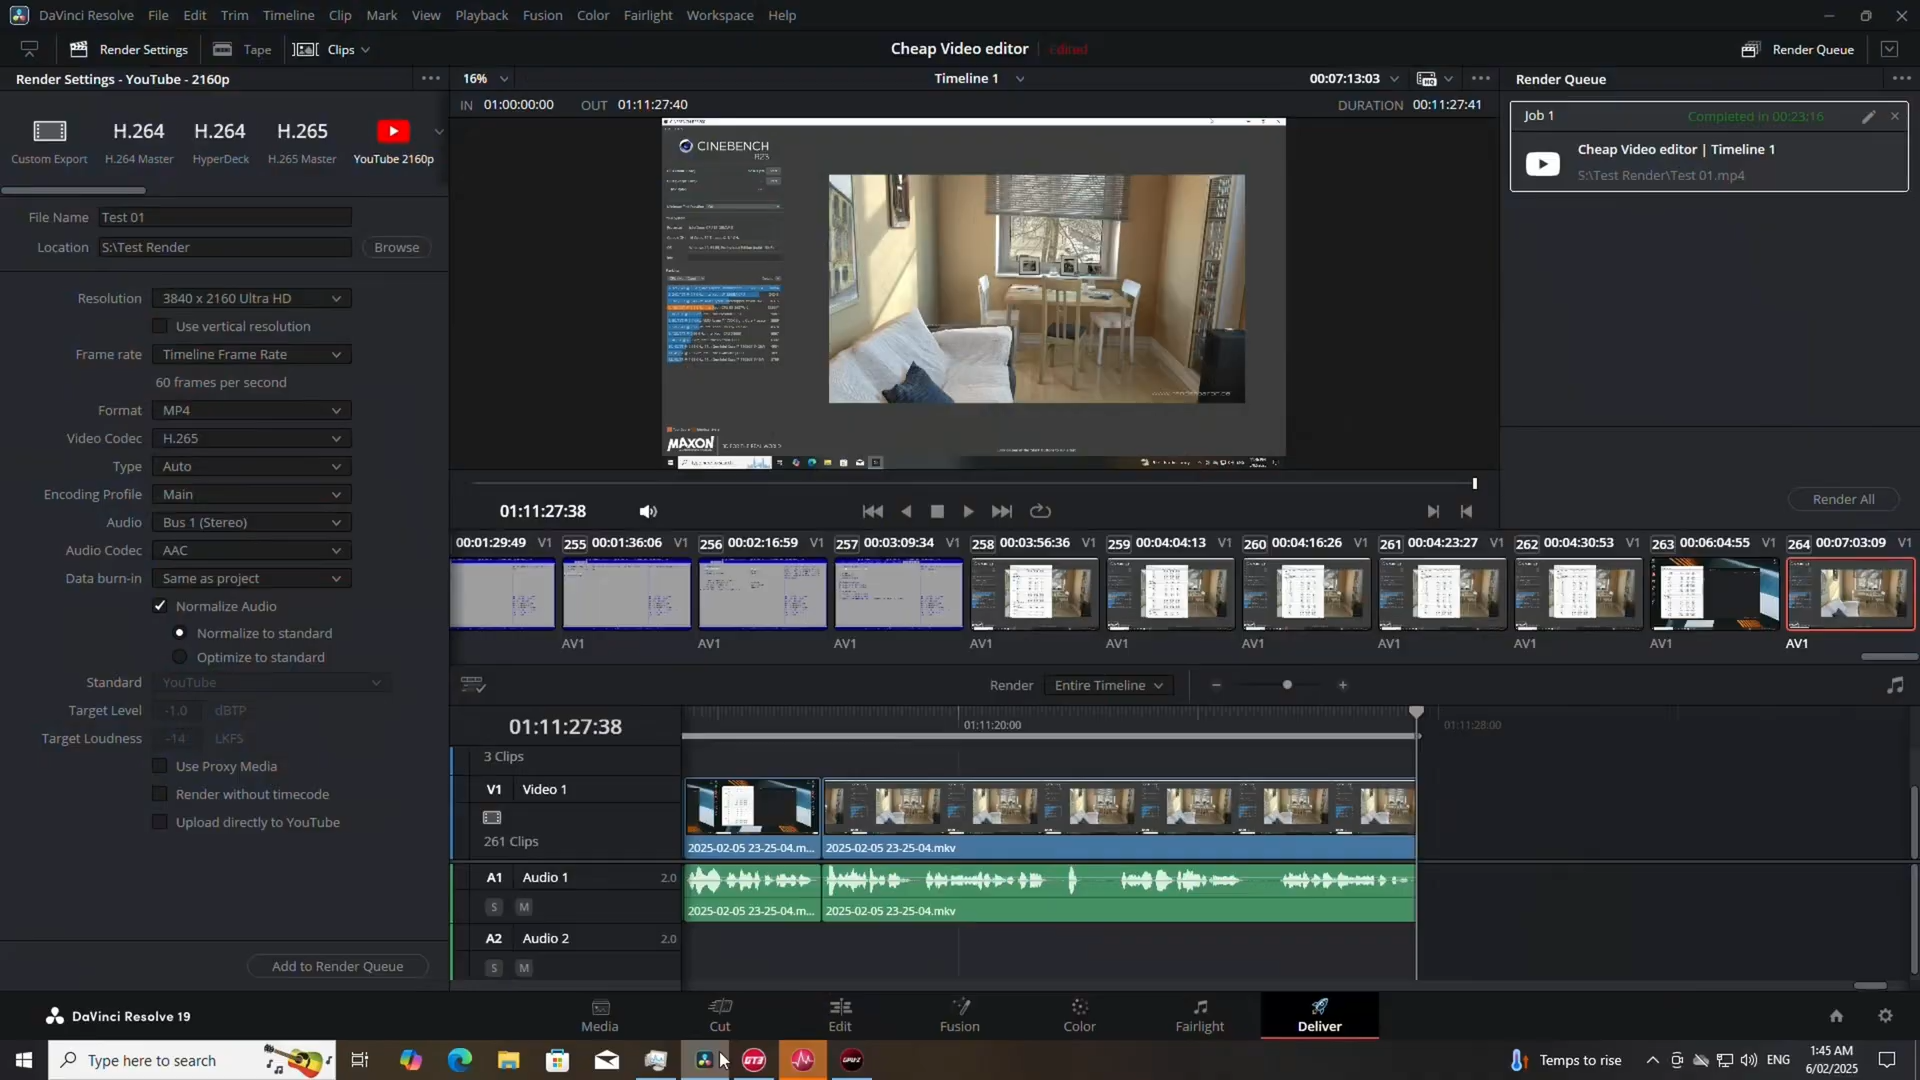 DaVinci Resolve File Edit Trim Timeline Clip Mark View Playback Fusion Color Fairlight Workspace Help
Render Settings Tape Clips
Cheap Video editor Edited
Render Queue
Render Settings - YouTube - 2160p
16% Timeline 1 00:07:13:03
Render Queue
IN 01:00:00:00 OUT 01:11:27:40 DURATION 00:11:27:41
H.264 H.264 H.265
Custom Export H.264 Master HyperDeck H.265 Master YouTube 2160p
Job 1 Completed in 00:23:16
Cheap Video editor | Timeline 1
S:\Test Render\Test 01.mp4
File Name Test 01
Location S:\Test Render Browse
Resolution 3840 x 2160 Ultra HD
Use vertical resolution
Frame rate Timeline Frame Rate
60 frames per second
Format MP4
Video Codec H.265
Type Auto
Encoding Profile Main
Audio Bus 1 (Stereo)
Audio Codec AAC
Data burn-in Same as project
Normalize Audio
Normalize to standard
Optimize to standard
Standard YouTube
Target Level -1.0 dBTP
Target Loudness -14 LKFS
Use Proxy Media
Render without timecode
Upload directly to YouTube
Add to Render Queue
CINEBENCH
R23
MAXON
01:11:27:38
Render All
00:01:29:49 V1 255 00:01:36:06 V1 256 00:02:16:59 V1 257 00:03:09:34 V1 258 00:03:56:36 V1 259 00:04:04:13 V1 260 00:04:16:26 V1 261 00:04:23:27 V1 262 00:04:30:53 V1 263 00:06:04:55 V1 264 00:07:03:09 V1
AV1 AV1 AV1 AV1 AV1 AV1 AV1 AV1 AV1 AV1
Render Entire Timeline
01:11:27:38
01:11:20:00 01:11:28:00
3 Clips
V1 Video 1
261 Clips
2025-02-05 23-25-04.m... 2025-02-05 23-25-04.mkv
A1 Audio 1 2.0
S M
2025-02-05 23-25-04.m... 2025-02-05 23-25-04.mkv
A2 Audio 2 2.0
S M
DaVinci Resolve 19
Media Cut Edit Fusion Color Fairlight Deliver
Type here to search
GT3
GPU-Z
Temps to rise
ENG
1:45 AM
6/02/2025